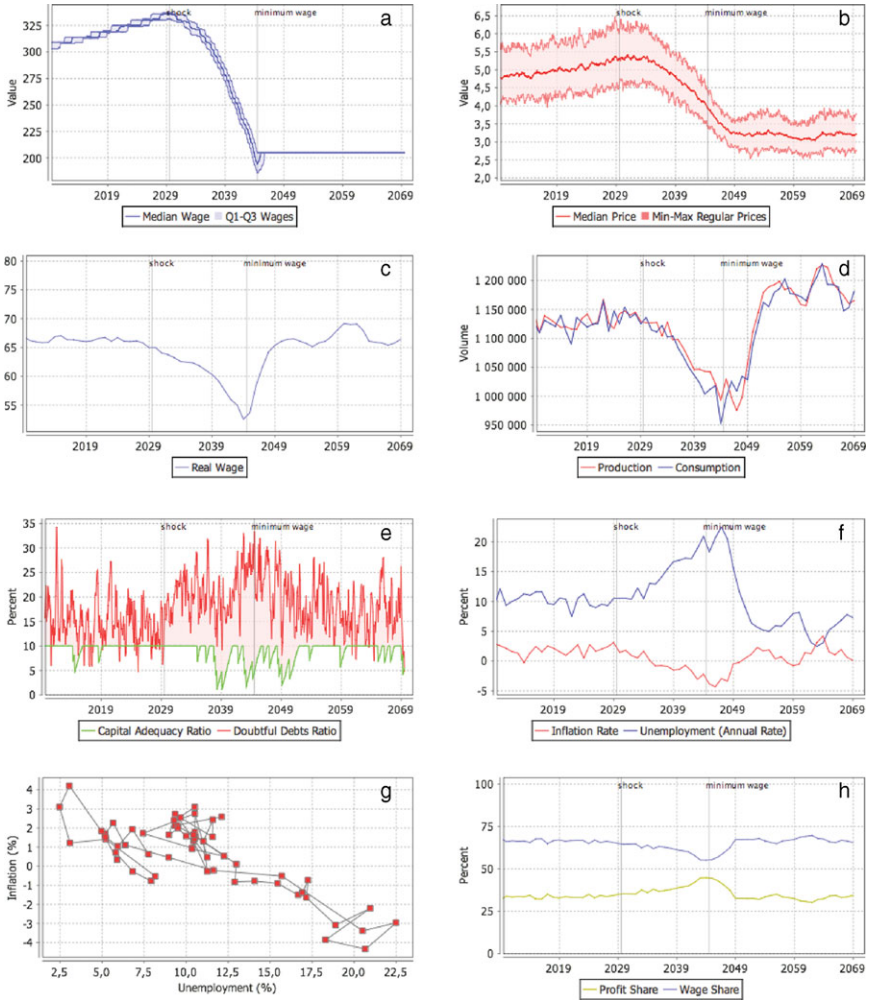 a
shock
minimum wage
325
300
275
250
225
200
Value
2019 2029 2039 2049 2059 2069
Median Wage Q1-Q3 Wages
b
shock
minimum wage
6,5
6,0
5,5
5,0
4,5
4,0
3,5
3,0
2,5
2,0
Value
2019 2029 2039 2049 2059 2069
Median Price Min-Max Regular Prices
c
shock
minimum wage
80
75
70
65
60
55
2019 2029 2039 2049 2059 2069
Real Wage
d
shock
minimum wage
1 200 000
1 150 000
1 100 000
1 050 000
1 000 000
950 000
Volume
2019 2029 2039 2049 2059 2069
Production Consumption
e
shock
minimum wage
35
30
25
20
15
10
5
0
Percent
2019 2029 2039 2049 2059 2069
Capital Adequacy Ratio Doubtful Debts Ratio
f
shock
minimum wage
20
15
10
5
0
-5
Percent
2019 2029 2039 2049 2059 2069
Inflation Rate Unemployment (Annual Rate)
g
4
3
2
1
0
-1
-2
-3
-4
Inflation (%)
2,5 5,0 7,5 10,0 12,5 15,0 17,5 20,0 22,5
Unemployment (%)
h
shock
minimum wage
100
75
50
25
0
Percent
2019 2029 2039 2049 2059 2069
Profit Share Wage Share